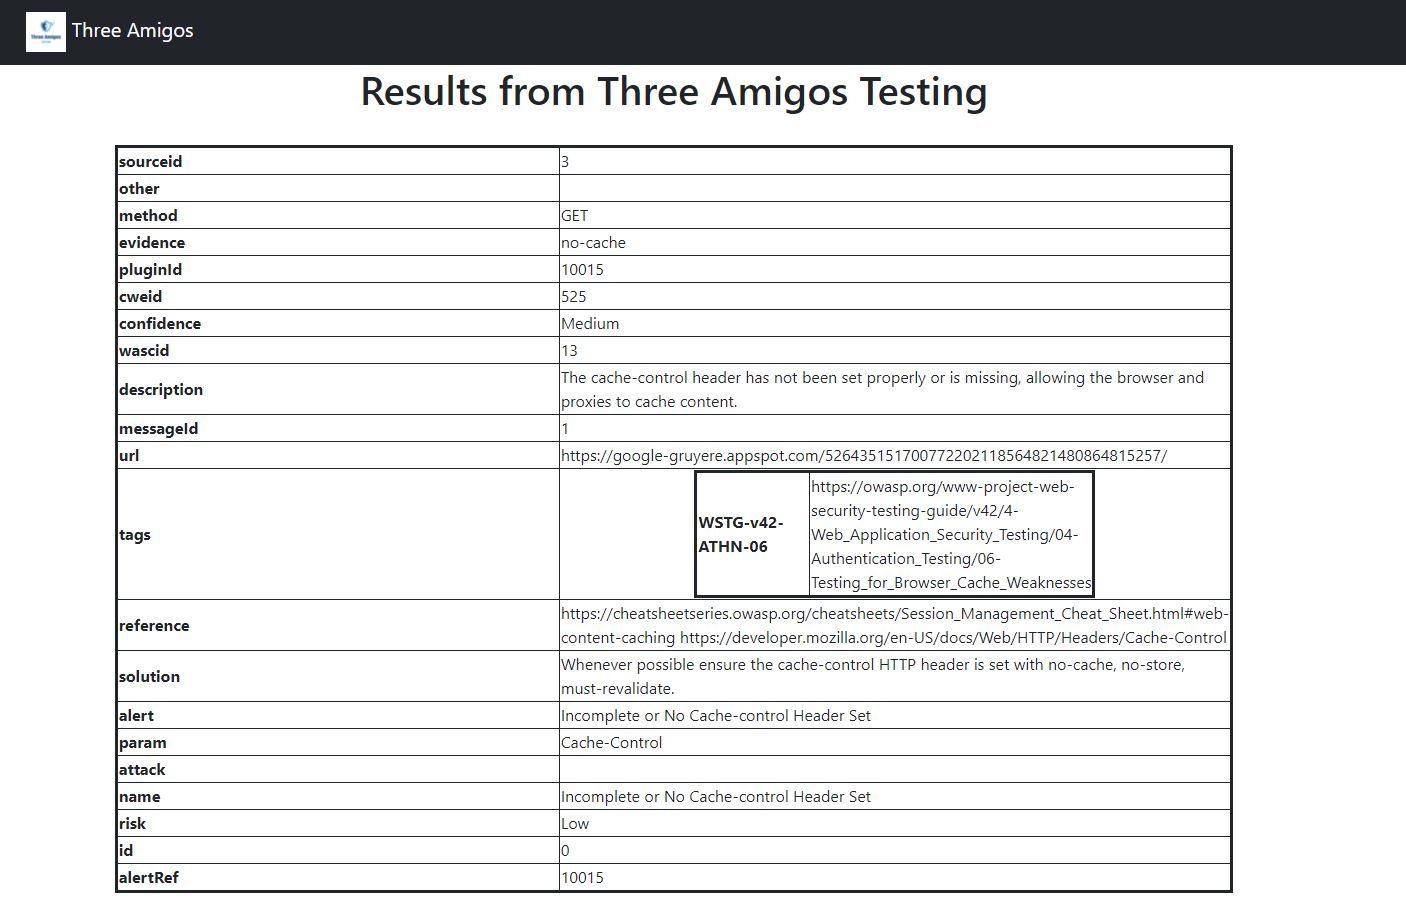 Three Amigos
Three Amigos
Results from Three Amigos Testing
sourceid 3
other
method GET
evidence no-cache
pluginId 10015
cweid 525
confidence Medium
wascid 13
description
The cache-control header has not been set properly or is missing, allowing the browser and
proxies to cache content.
messageId 1
url https://google-gruyere.appspot.com/526435151700772202118564821480864815257/
tags
WSTG-v42-
ATHN-06
https://owasp.org/www-project-web-
security-testing-guide/v42/4-
Web_Application_Security_Testing/04-
Authentication_Testing/06-
Testing_for_Browser_Cache_Weaknesses
reference
https://cheatsheetseries.owasp.org/cheatsheets/Session_Management_Cheat_Sheet.html#web-
content-caching https://developer.mozilla.org/en-US/docs/Web/HTTP/Headers/Cache-Control
solution
Whenever possible ensure the cache-control HTTP header is set with no-cache, no-store,
must-revalidate.
alert Incomplete or No Cache-control Header Set
param Cache-Control
attack
name Incomplete or No Cache-control Header Set
risk Low
id 0
alertRef 10015